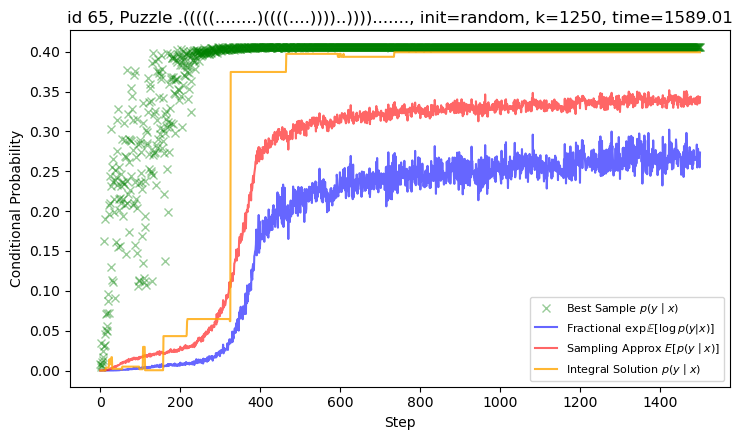 id 65, Puzzle .(((((........)((((....))))..))))......., init=random, k=1250, time=1589.01
Conditional Probability
0.40
0.35
0.30
0.25
0.20
0.15
0.10
0.05
0.00
Best Sample p(y | x)
Fractional exp𝔼[log p(y|x)]
Sampling Approx E[p(y | x)]
Integral Solution p(y | x)
0 200 400 600 800 1000 1200 1400
Step